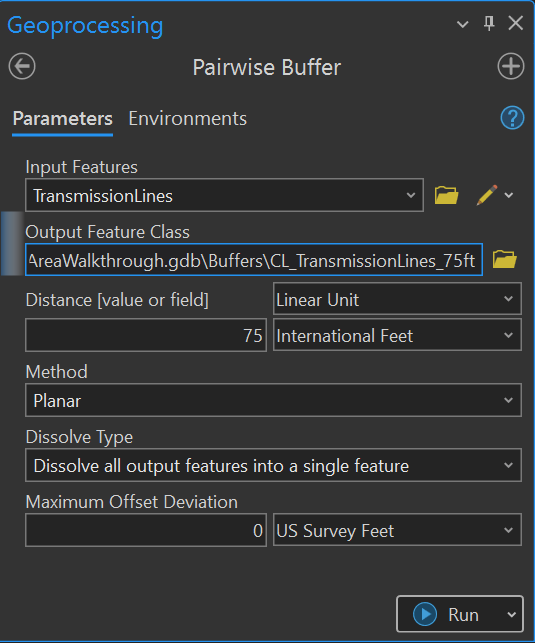 Geoprocessing
Pairwise Buffer
Parameters Environments
Input Features
TransmissionLines
Output Feature Class
AreaWalkthrough.gdb\Buffers\CL_TransmissionLines_75ft
Distance [value or field] Linear Unit
75 International Feet
Method
Planar
Dissolve Type
Dissolve all output features into a single feature
Maximum Offset Deviation
0 US Survey Feet
Run